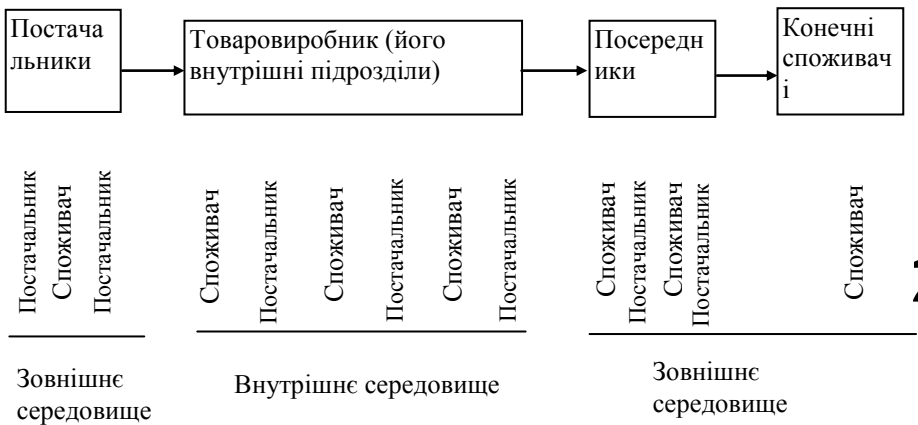 Постача
льники
Товаровиробник (його
внутрішні підрозділи)
Посередн
ики
Конечні
споживач
і
Постачальник
Споживач
Постачальник
Споживач
Постачальник
Споживач
Постачальник
Споживач
Постачальник
Споживач
Постачальник
Споживач
Постачальник
Споживач
Зовнішнє
середовище
Внутрішнє середовище
Зовнішнє
середовище